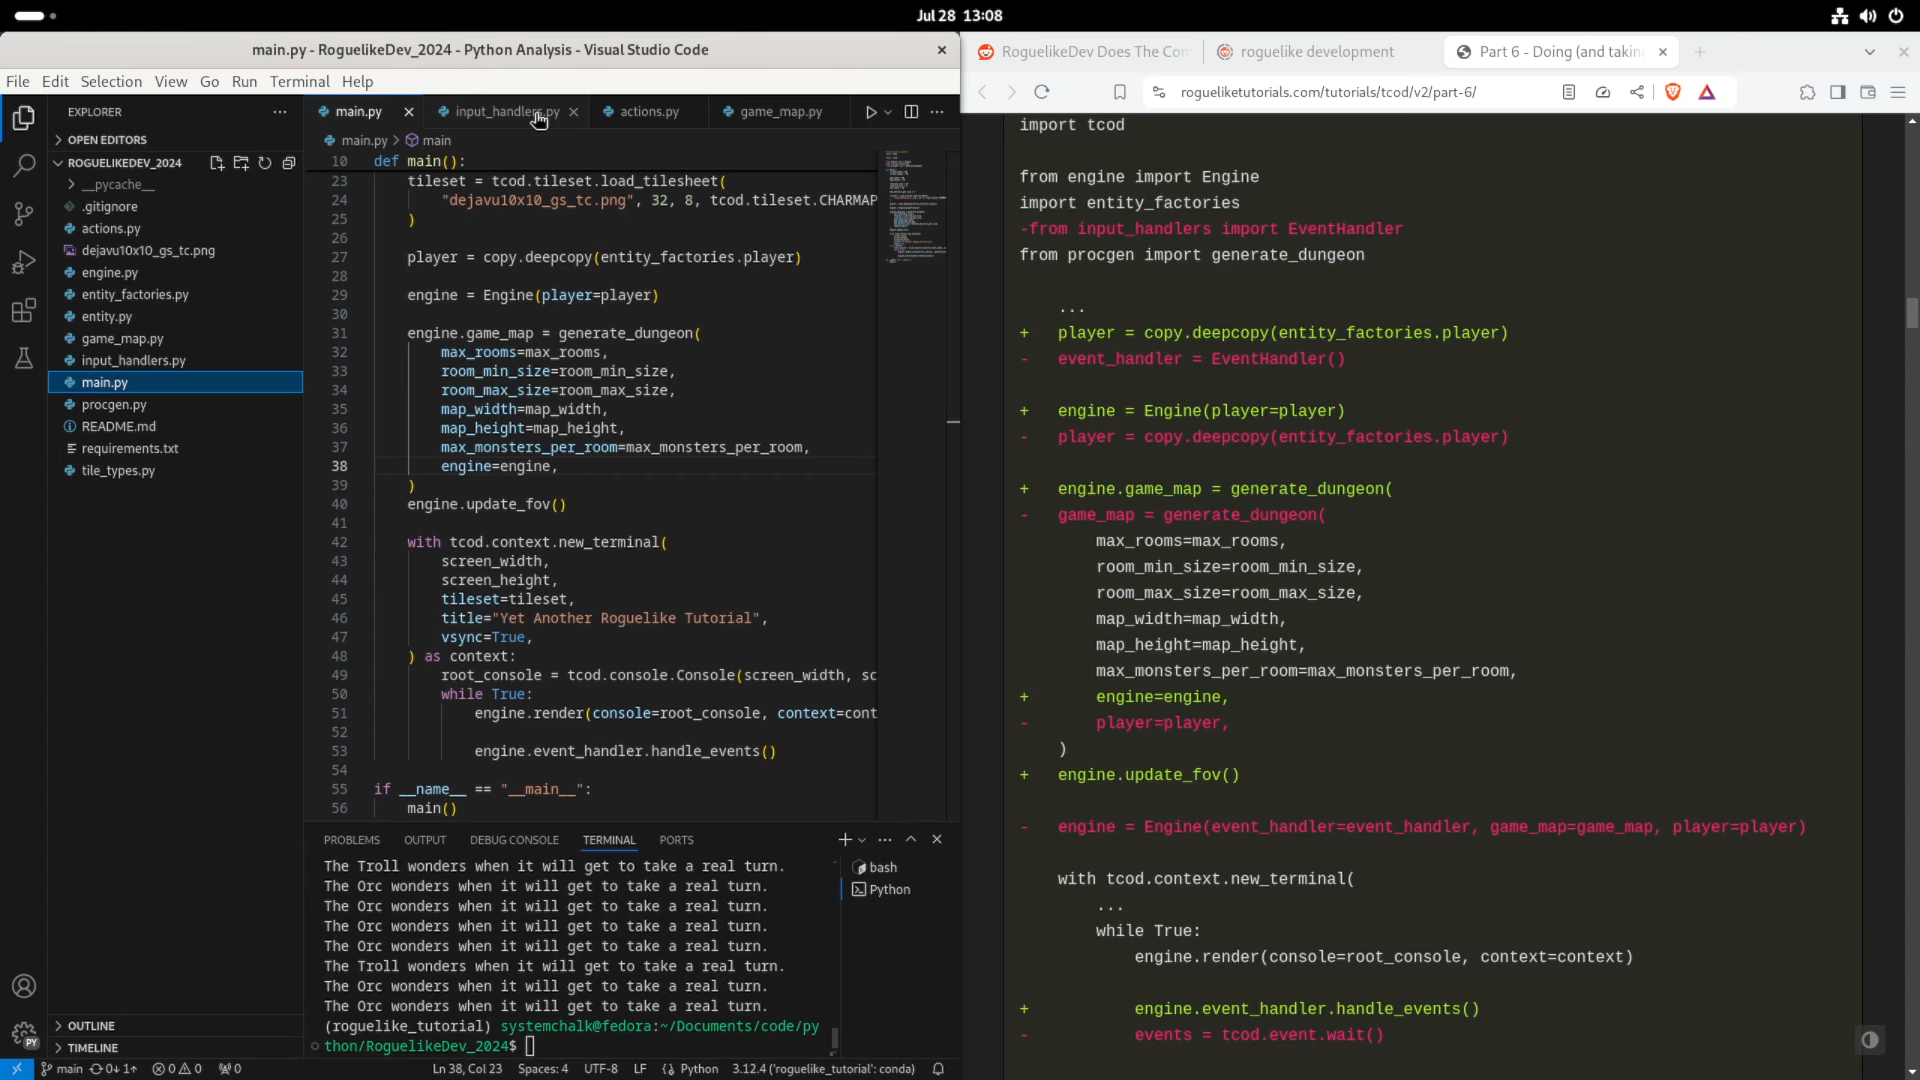 Jul 28 13:08
main.py - RoguelikeDev_2024 - Python Analysis - Visual Studio Code
File Edit Selection View Go Run Terminal Help
EXPLORER
OPEN EDITORS
ROGUELIKEDEV_2024
__pycache__
.gitignore
actions.py
dejavu10x10_gs_tc.png
engine.py
entity_factories.py
entity.py
game_map.py
input_handlers.py
main.py
procgen.py
README.md
requirements.txt
tile_types.py
OUTLINE
TIMELINE
main.py input_handlers.py actions.py game_map.py
main.py main
10 def main():
23 tileset = tcod.tileset.load_tilesheet(
24 "dejavu10x10_gs_tc.png", 32, 8, tcod.tileset.CHARMAP
25 )
26
27 player = copy.deepcopy(entity_factories.player)
28
29 engine = Engine(player=player)
30
31 engine.game_map = generate_dungeon(
32 max_rooms=max_rooms,
33 room_min_size=room_min_size,
34 room_max_size=room_max_size,
35 map_width=map_width,
36 map_height=map_height,
37 max_monsters_per_room=max_monsters_per_room,
38 engine=engine,
39 )
40 engine.update_fov()
41
42 with tcod.context.new_terminal(
43 screen_width,
44 screen_height,
45 tileset=tileset,
46 title="Yet Another Roguelike Tutorial",
47 vsync=True,
48 ) as context:
49 root_console = tcod.console.Console(screen_width, sc
50 while True:
51 engine.render(console=root_console, context=cont
52
53 engine.event_handler.handle_events()
54
55 if __name__ == "__main__":
56 main()
PROBLEMS OUTPUT DEBUG CONSOLE TERMINAL PORTS
The Troll wonders when it will get to take a real turn.
The Orc wonders when it will get to take a real turn.
The Orc wonders when it will get to take a real turn.
The Orc wonders when it will get to take a real turn.
The Orc wonders when it will get to take a real turn.
The Troll wonders when it will get to take a real turn.
The Orc wonders when it will get to take a real turn.
The Orc wonders when it will get to take a real turn.
(roguelike_tutorial) systemchalk@fedora:~/Documents/code/py
thon/RoguelikeDev_2024$
bash
Python
PY
main 0↓ 1↑ 0 0 0 Ln 38, Col 23 Spaces: 4 UTF-8 LF Python 3.12.4 ('roguelike_tutorial': conda)
RoguelikeDev Does The Com roguelike development Part 6 - Doing (and takin
rogueliketutorials.com/tutorials/tcod/v2/part-6/
import tcod
from engine import Engine
import entity_factories
-from input_handlers import EventHandler
from procgen import generate_dungeon
...
+ player = copy.deepcopy(entity_factories.player)
- event_handler = EventHandler()
+ engine = Engine(player=player)
- player = copy.deepcopy(entity_factories.player)
+ engine.game_map = generate_dungeon(
- game_map = generate_dungeon(
max_rooms=max_rooms,
room_min_size=room_min_size,
room_max_size=room_max_size,
map_width=map_width,
map_height=map_height,
max_monsters_per_room=max_monsters_per_room,
+ engine=engine,
- player=player,
)
+ engine.update_fov()
- engine = Engine(event_handler=event_handler, game_map=game_map, player=player)
with tcod.context.new_terminal(
...
while True:
engine.render(console=root_console, context=context)
+ engine.event_handler.handle_events()
- events = tcod.event.wait()